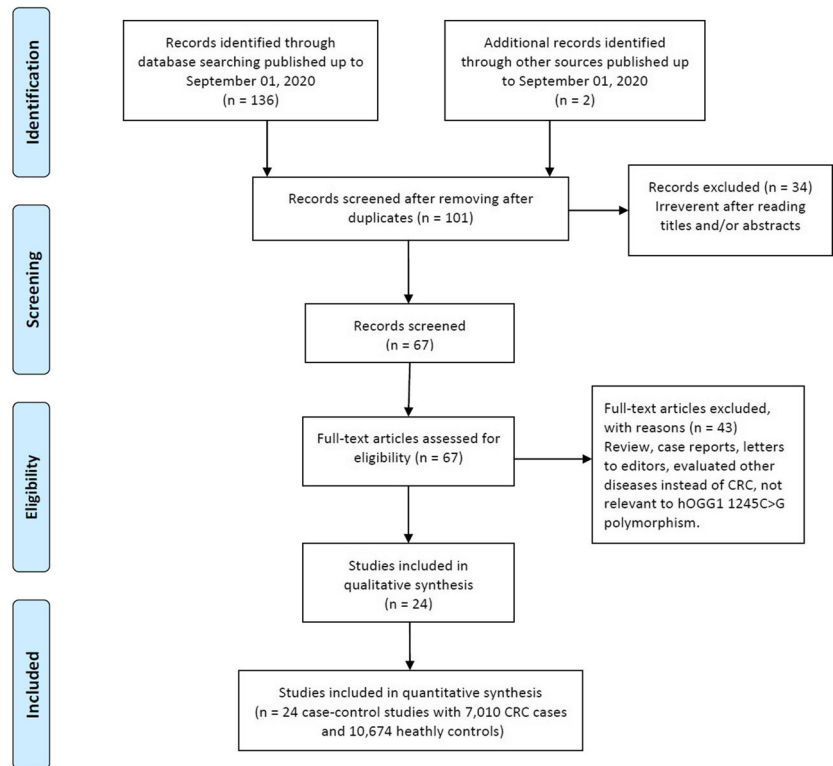 Identification
Records identified through
database searching published up to
September 01, 2020
(n = 136)
Additional records identified
through other sources published up
to September 01, 2020
(n = 2)
Records screened after removing after
duplicates (n = 101)
Records excluded (n = 34)
Irreverent after reading
titles and/or abstracts
Screening
Records screened
(n = 67)
Eligibility
Full-text articles assessed for
eligibility (n = 67)
Full-text articles excluded,
with reasons (n = 43)
Review, case reports, letters
to editors, evaluated other
diseases instead of CRC, not
relevant to hOGG1 1245C>G
polymorphism.
Studies included in
qualitative synthesis
(n = 24)
Included
Studies included in quantitative synthesis
(n = 24 case-control studies with 7,010 CRC cases
and 10,674 heathly controls)